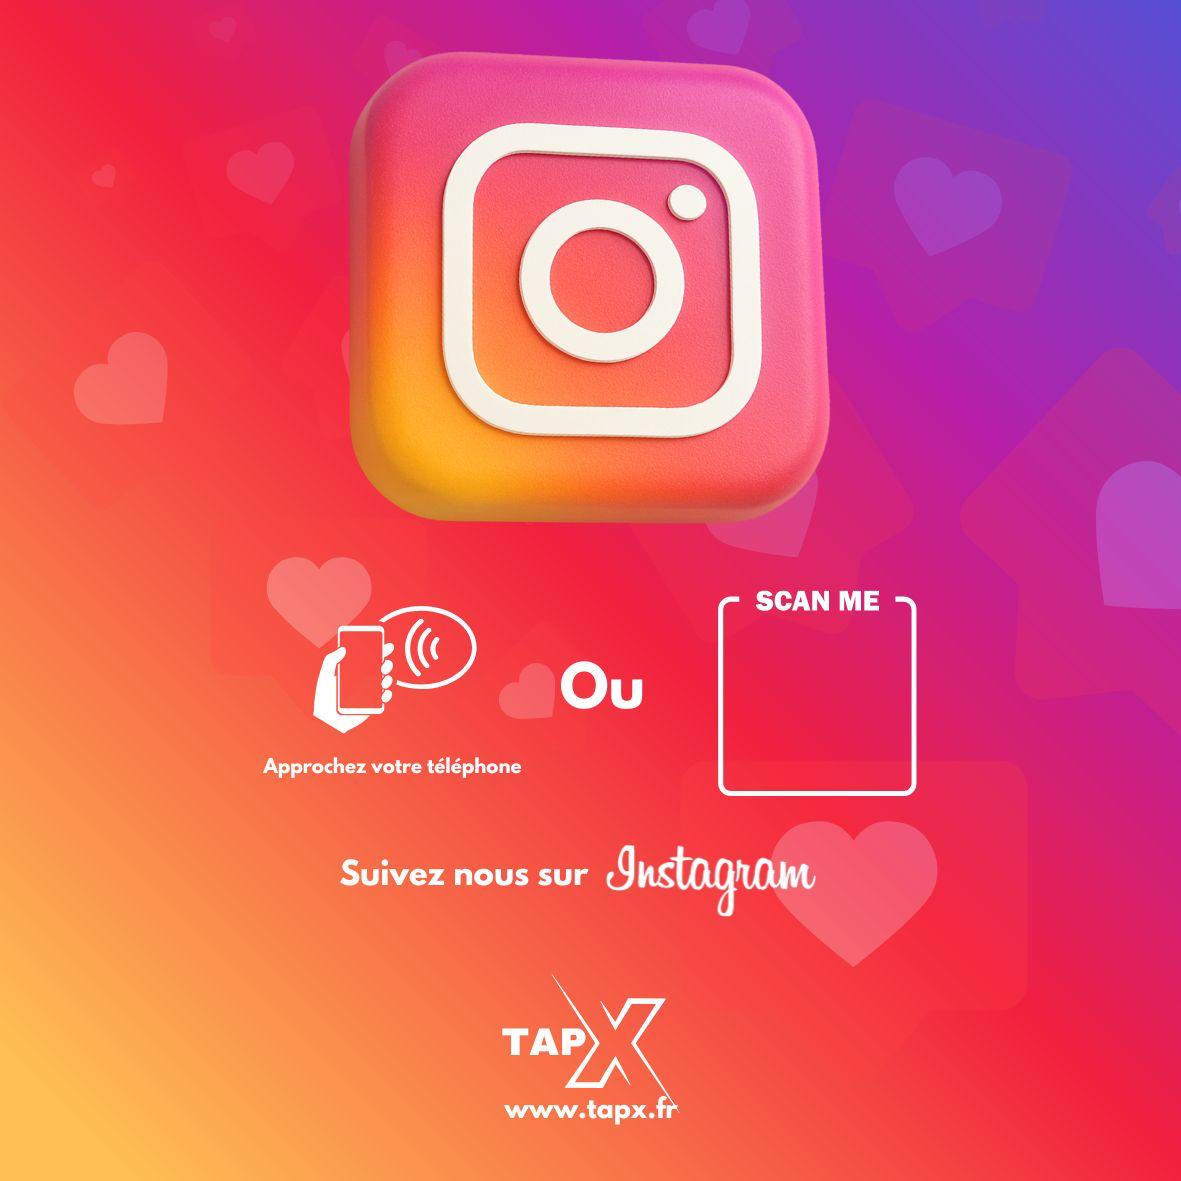 SCAN ME
Ou
Approchez votre téléphone
Suivez nous sur Instagram
TAPX
www.tapx.fr